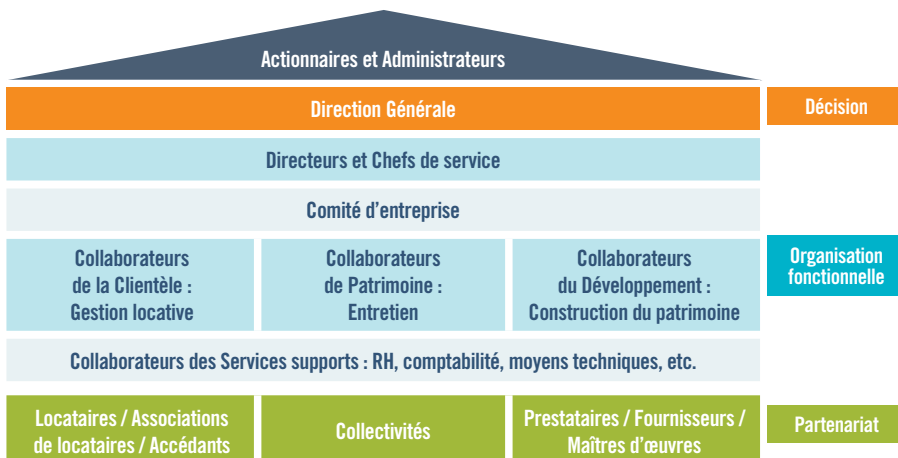 Actionnaires et Administrateurs
Direction Générale
Décision
Directeurs et Chefs de service
Comité d'entreprise
Collaborateurs
de la Clientèle :
Gestion locative
Collaborateurs
de Patrimoine :
Entretien
Collaborateurs
du Développement :
Construction du patrimoine
Organisation
fonctionnelle
Collaborateurs des Services supports : RH, comptabilité, moyens techniques, etc.
Locataires / Associations
de locataires / Accédants
Collectivités
Prestataires / Fournisseurs /
Maîtres d'œuvres
Partenariat